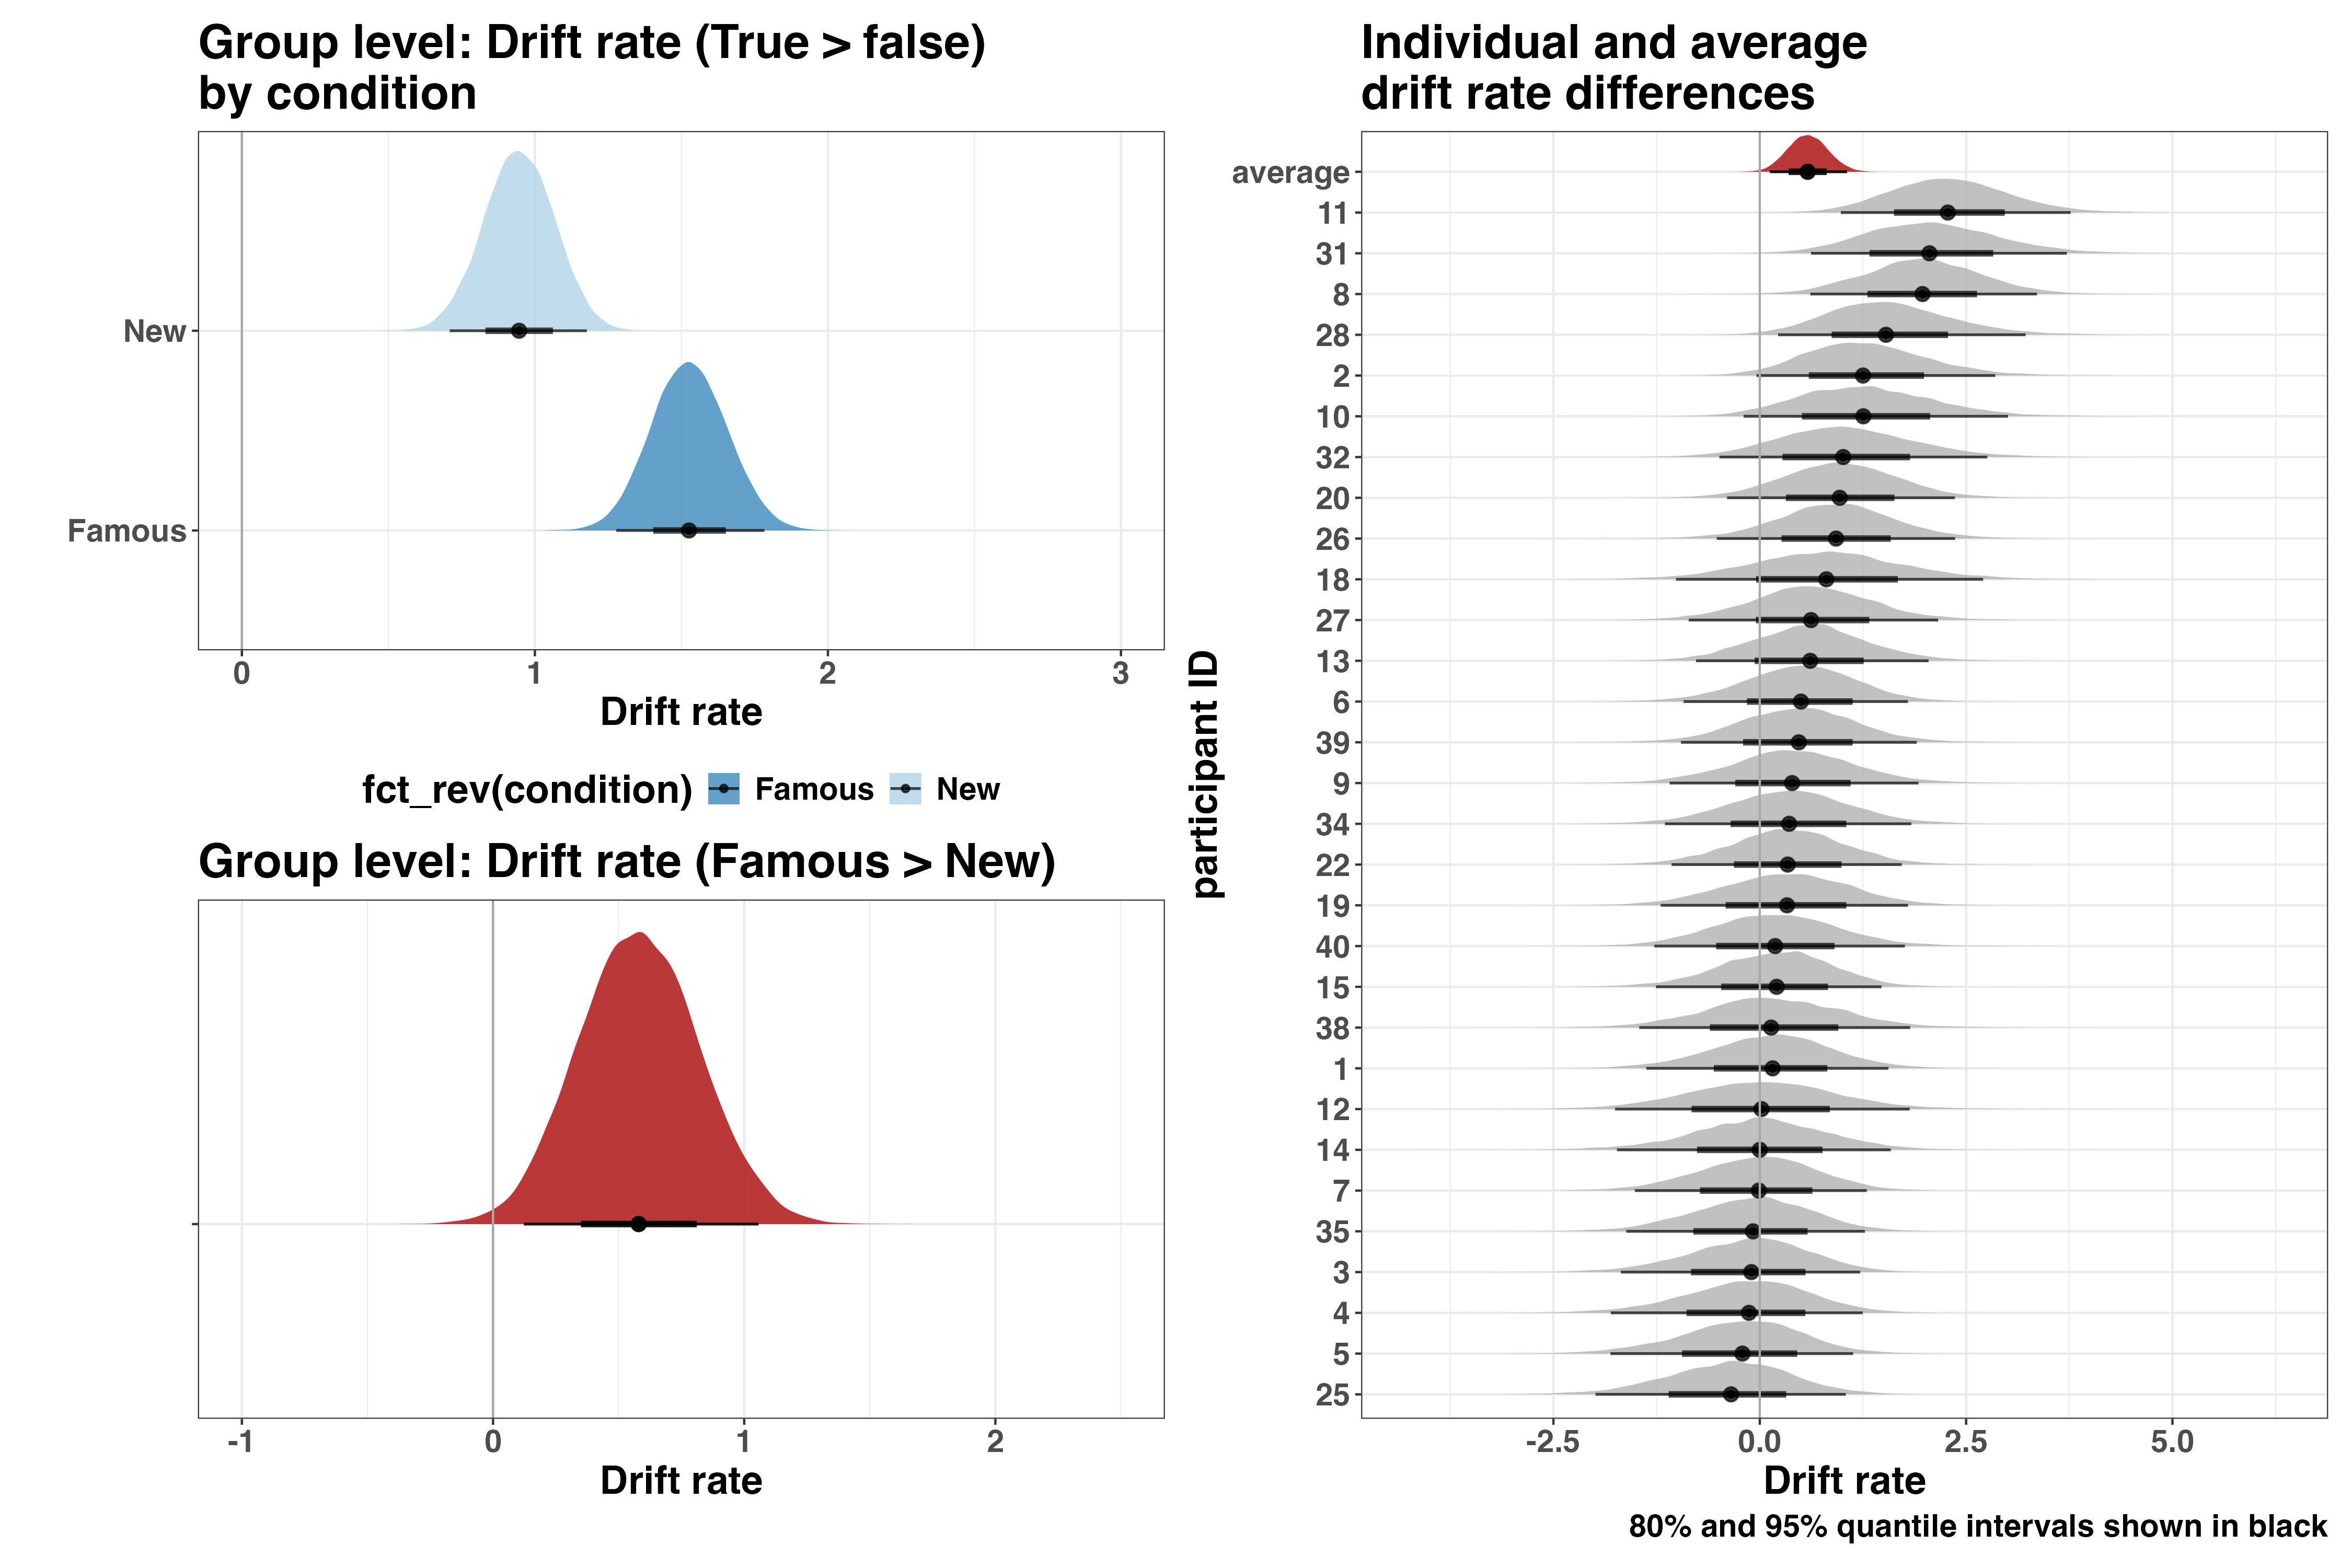 Group level: Drift rate (True > false)
by condition
New
Famous
0 1 2 3
Drift rate
fct_rev(condition) Famous New
Group level: Drift rate (Famous > New)
-1 0 1 2
Drift rate
Individual and average
drift rate differences
participant ID
average
11
31
8
28
2
10
32
20
26
18
27
13
6
39
9
34
22
19
40
15
38
1
12
14
7
35
3
4
5
25
-2.5 0.0 2.5 5.0
Drift rate
80% and 95% quantile intervals shown in black